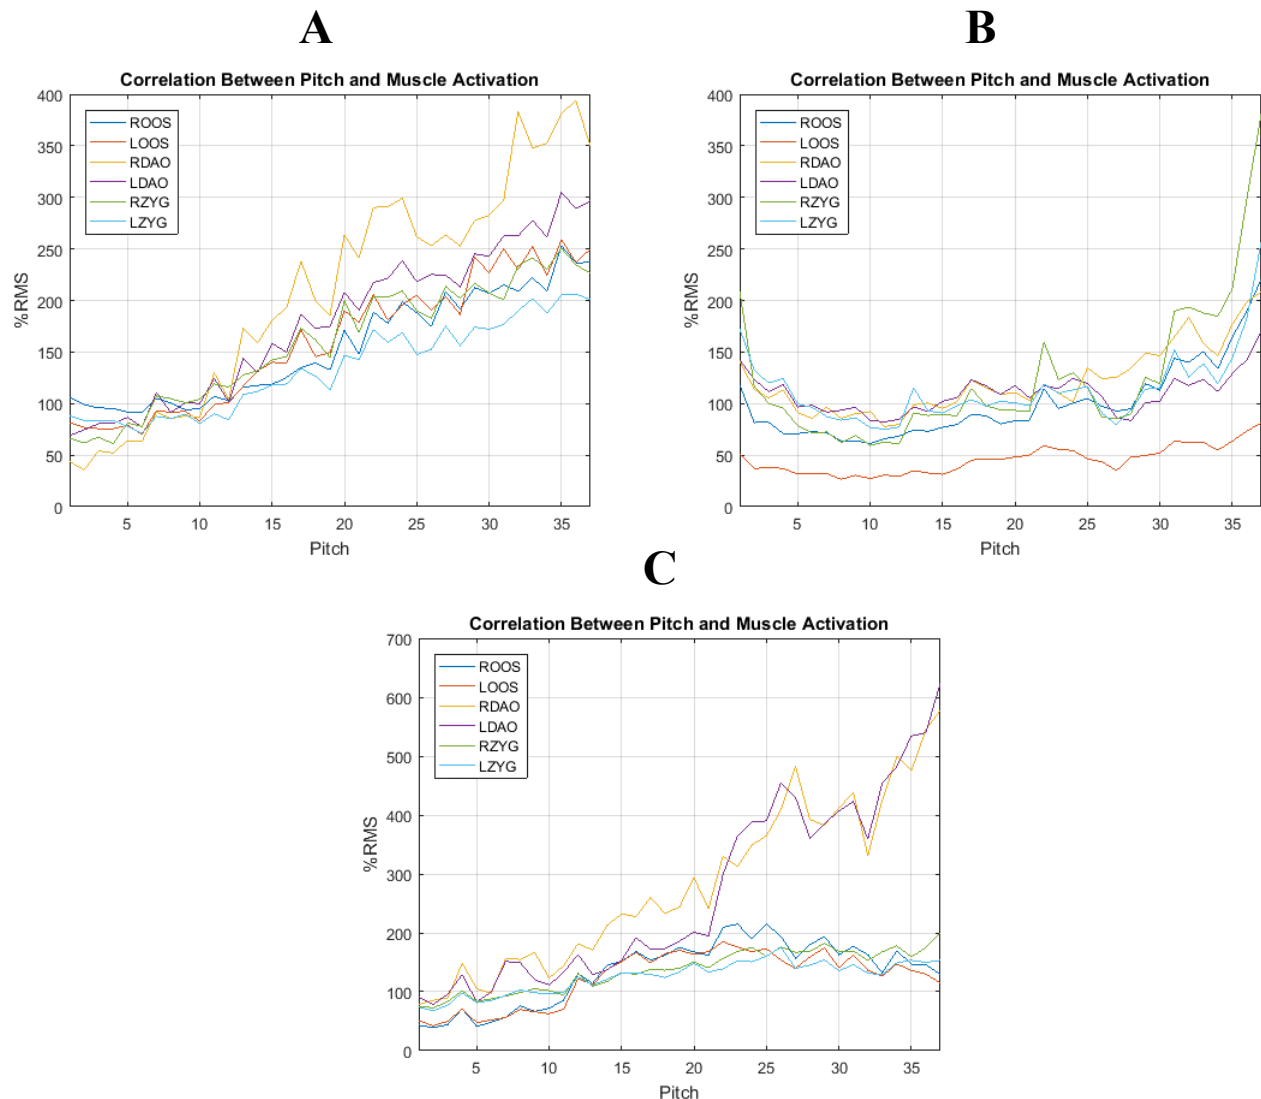 A
Correlation Between Pitch and Muscle Activation
400
350
300
250
200
150
100
50
0
%RMS
ROOS
LOOS
RDAO
LDAO
RZYG
LZYG
5 10 15 20 25 30 35
Pitch
B
Correlation Between Pitch and Muscle Activation
400
350
300
250
200
150
100
50
0
%RMS
ROOS
LOOS
RDAO
LDAO
RZYG
LZYG
5 10 15 20 25 30 35
Pitch
C
Correlation Between Pitch and Muscle Activation
700
600
500
400
300
200
100
0
%RMS
ROOS
LOOS
RDAO
LDAO
RZYG
LZYG
5 10 15 20 25 30 35
Pitch